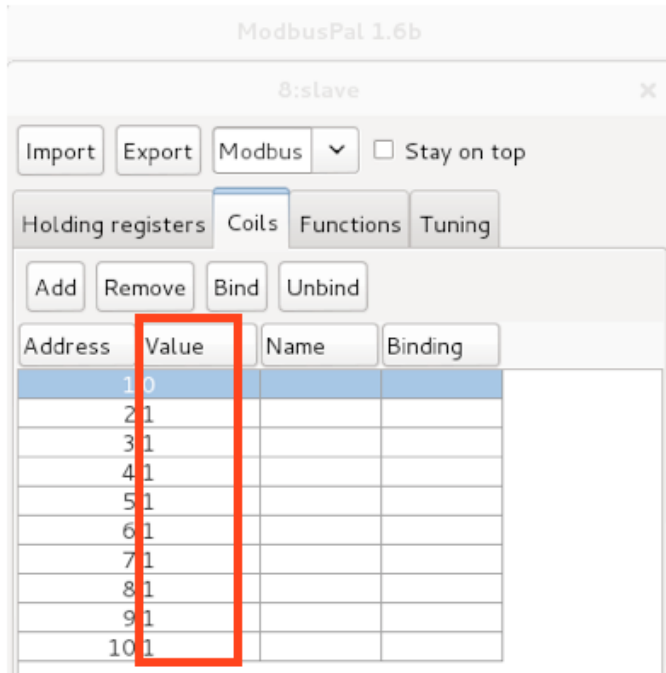 ModbusPal 1.6b
8:slave
Import Export Modbus Stay on top
Holding registers Coils Functions Tuning
Add Remove Bind Unbind
Address Value Name Binding
1 0
2 1
3 1
4 1
5 1
6 1
7 1
8 1
9 1
10 1